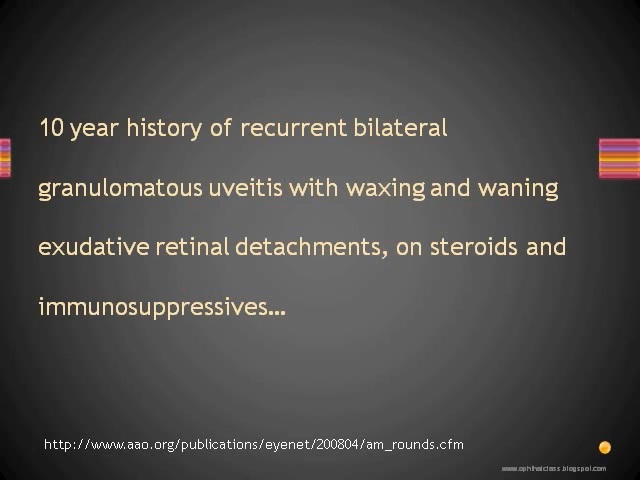 10 year history of recurrent bilateral
granulomatous uveitis with waxing and waning
exudative retinal detachments, on steroids and
immunosuppressives…
http://www.aao.org/publications/eyenet/200804/am_rounds.cfm
www.ophthalclass.blogspot.com